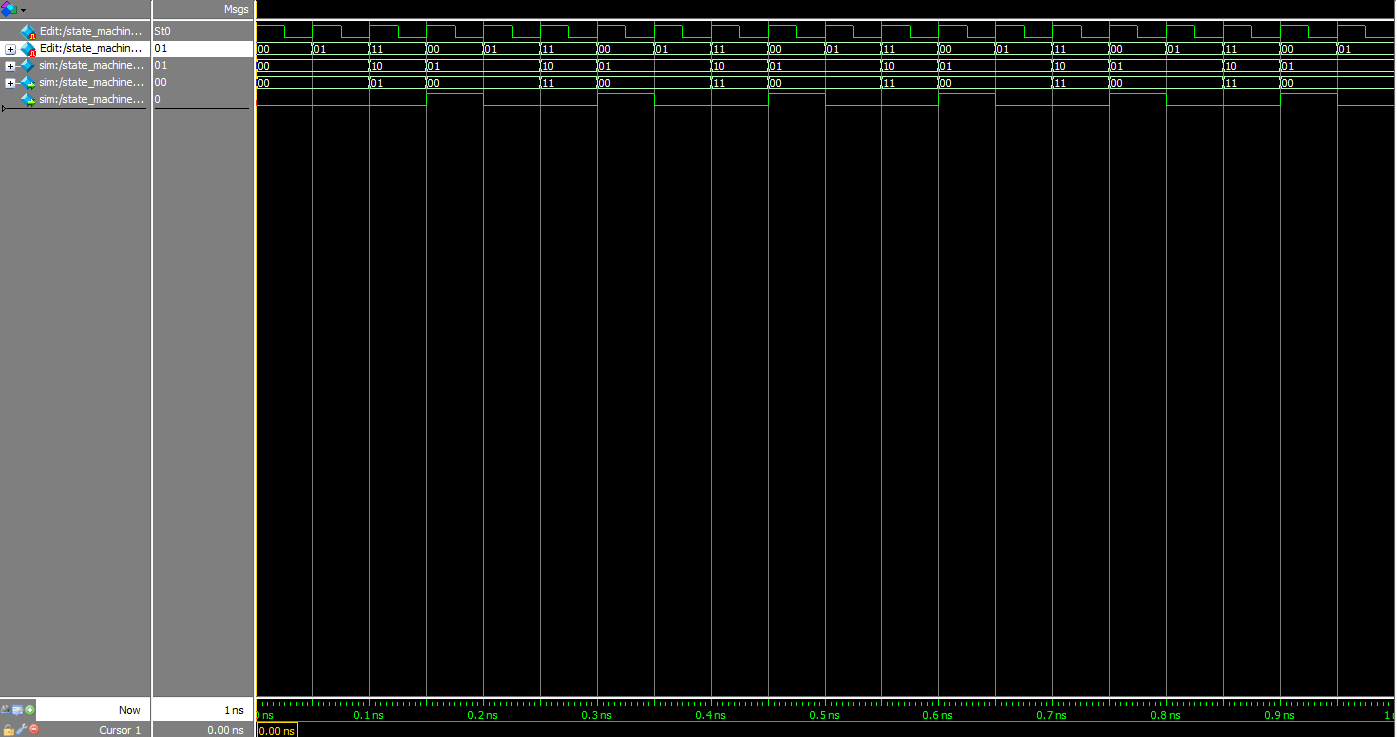 Msgs
Edit:/state_machin... St0
Edit:/state_machin... 01 00 01 11 00 01 11 00 01 11 00 01 11 00 01 11 00 01 11 00 01
sim:/state_machine... 01 00 10 01 10 01 10 01 10 01 10 01 10 01
sim:/state_machine... 00 00 01 00 11 00 11 00 11 00 11 00 11 00
sim:/state_machine... 0
Now 1 ns ns 0.1 ns 0.2 ns 0.3 ns 0.4 ns 0.5 ns 0.6 ns 0.7 ns 0.8 ns 0.9 ns 1
Cursor 1 0.00 ns 0.00 ns